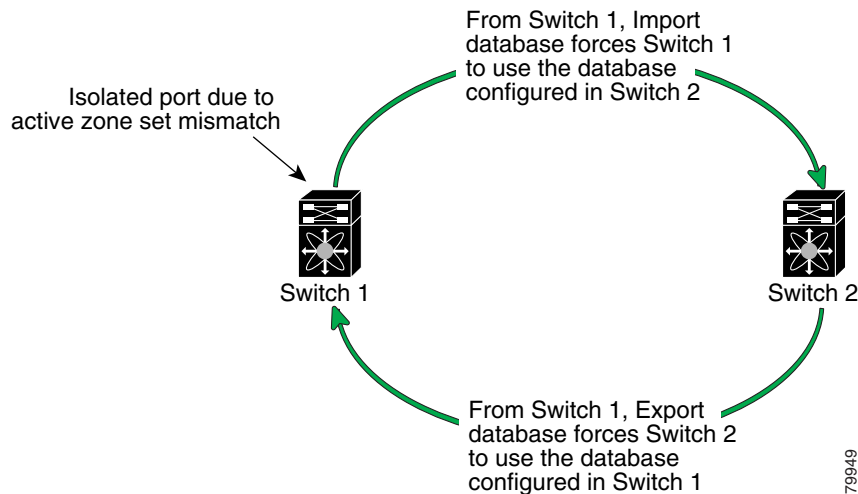 From Switch 1, Import
database forces Switch 1
to use the database
configured in Switch 2
Isolated port due to
active zone set mismatch
Switch 1
Switch 2
From Switch 1, Export
database forces Switch 2
to use the database
configured in Switch 1
79949